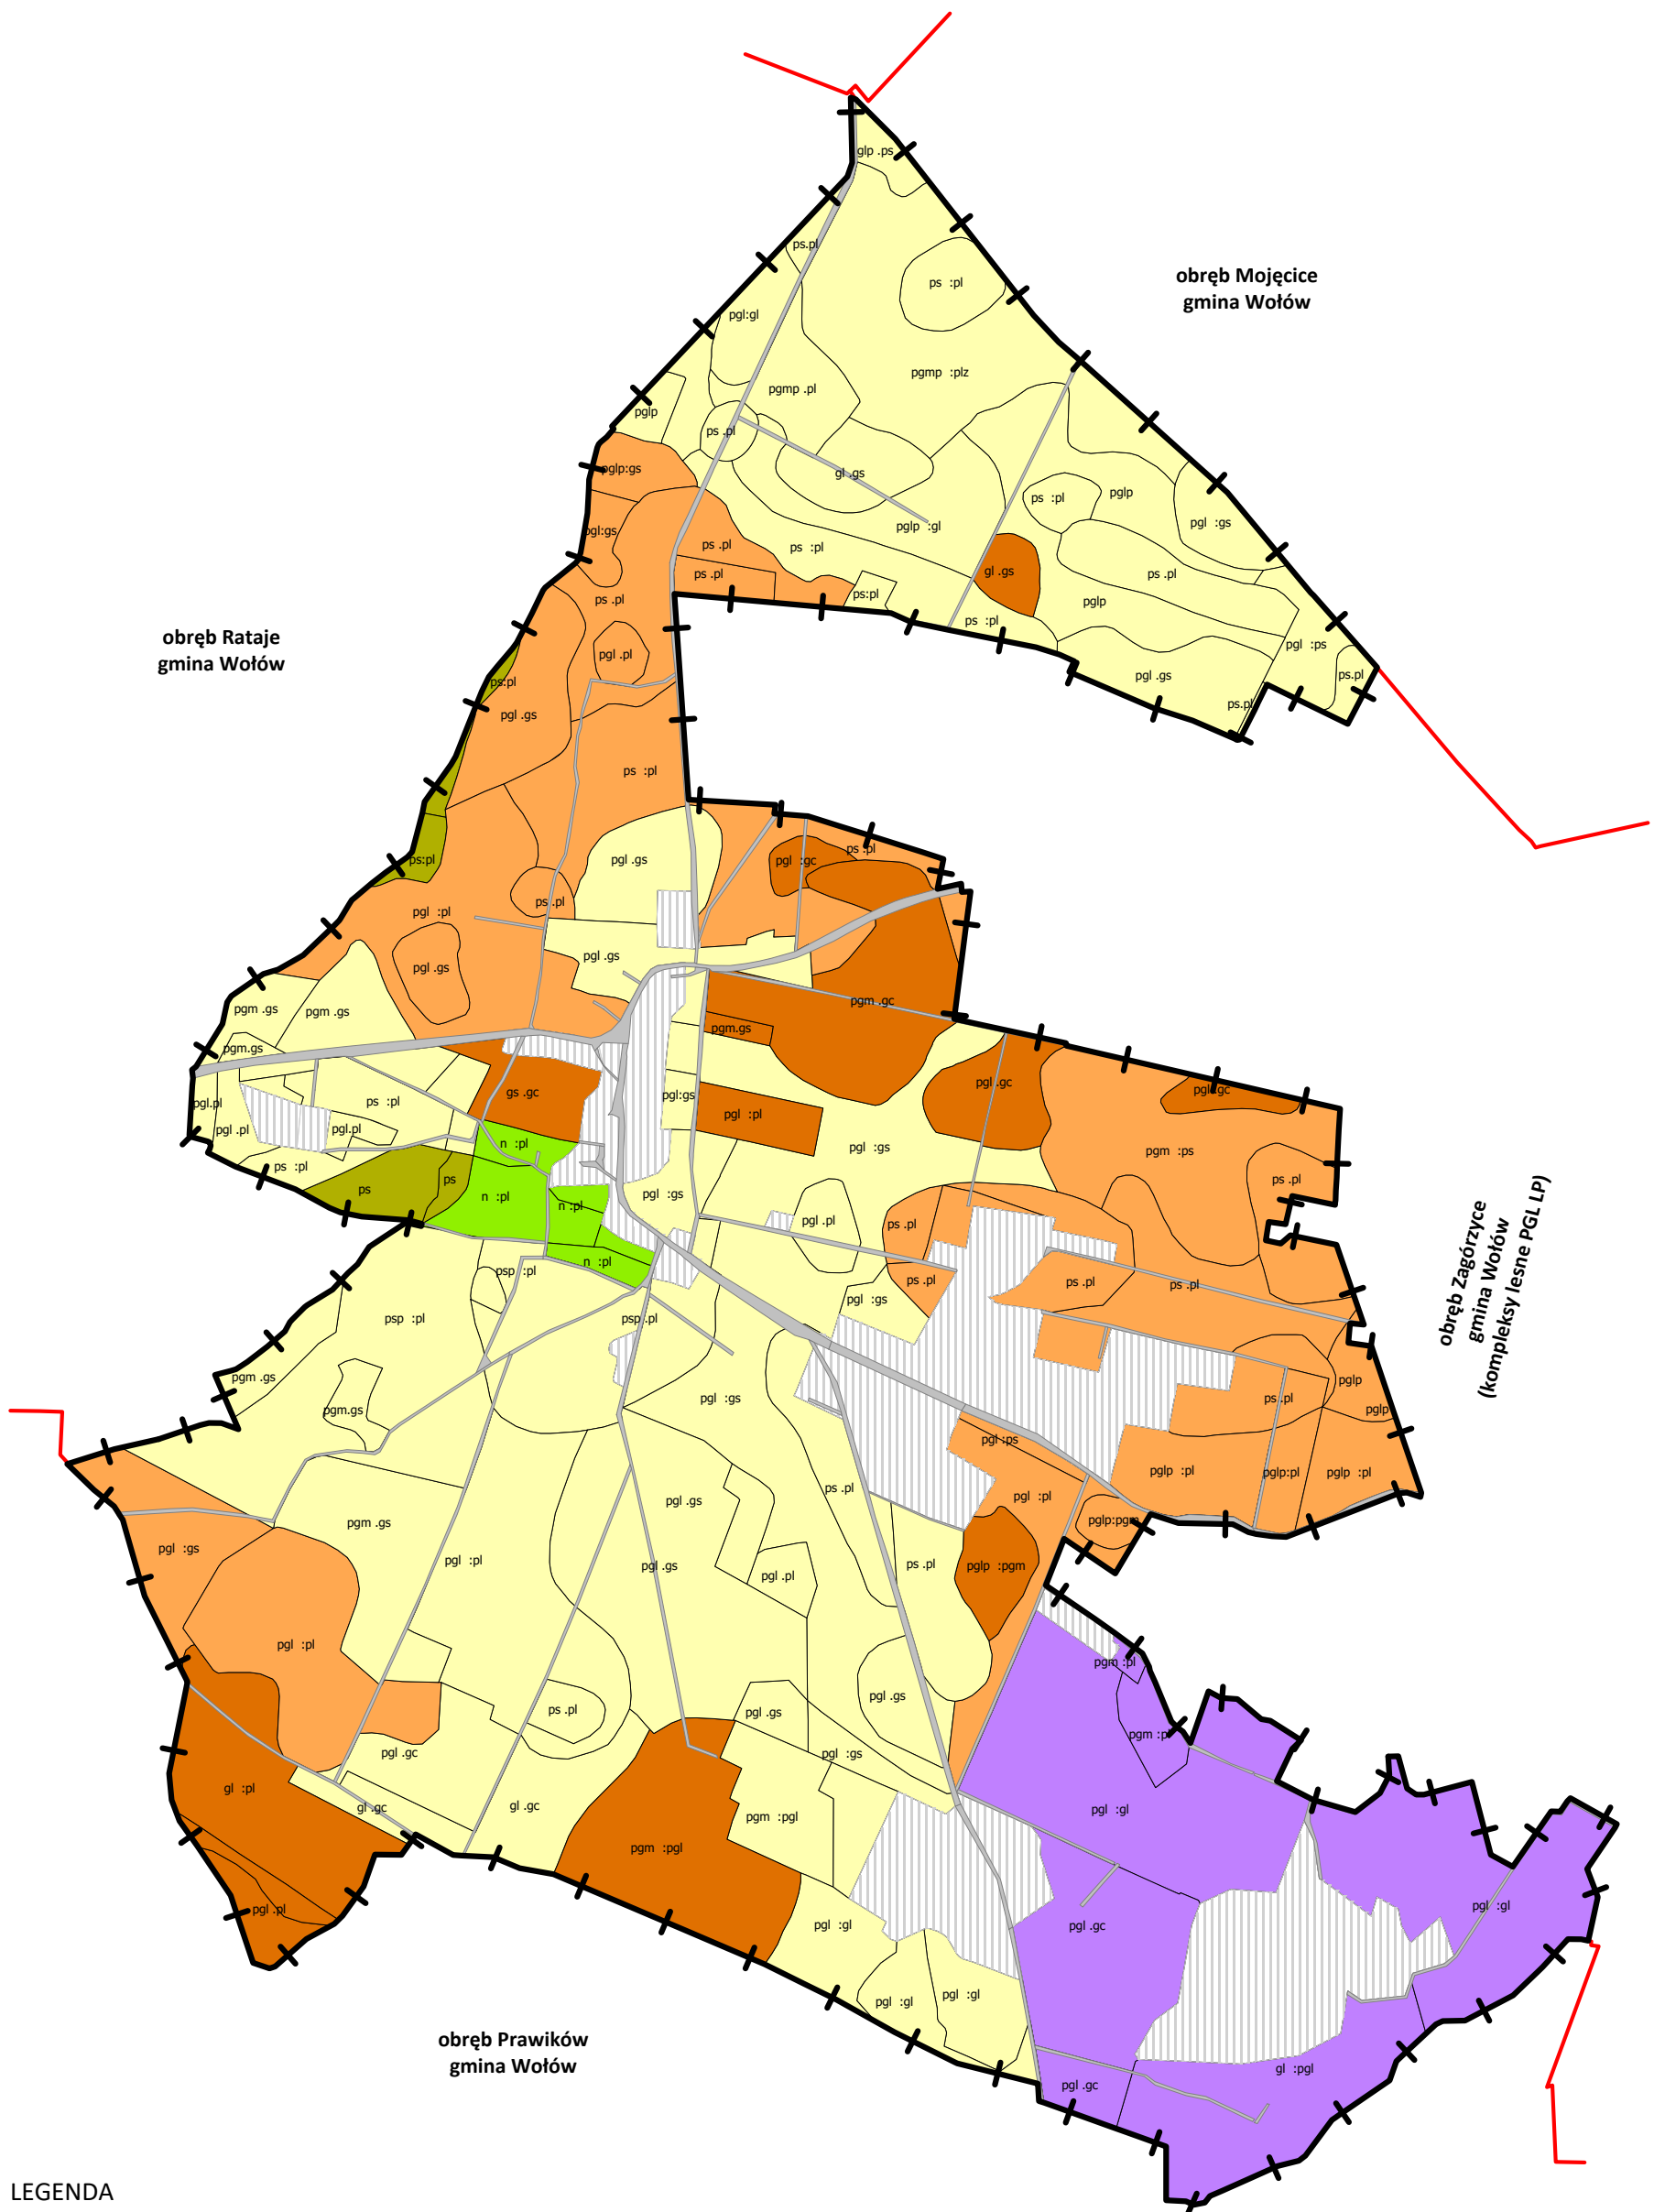 glp .ps
ps.pl
obręb Mojęcice
gmina Wołów
ps :pl
pgl:gl
pgmp :plz
pgmp .pl
pglp
ps .pl
pglp:gs
gl .gs
ps :pl
pglp
pgl :gs
pglp :gl
pgl:gs
ps .pl
ps :pl
gl .gs
ps .pl
ps .pl
ps:pl
pglp
ps .pl
ps :pl
obręb Rataje
gmina Wołów
pgl .pl
pgl :ps
pgl .gs
ps.pl
ps:pl
ps.pl
pgl .gs
ps :pl
pgl .gs
pgl :gc
ps .pl
ps:pl
ps .pl
pgl :pl
pgl .gs
pgl .gs
pgm .gs
pgm .gs
pgm .gc
pgm.gs
pgm.gs
pgl .gc
pgl .gc
gs .gc
pgl:gs
pgl.pl
ps :pl
pgl :pl
pgl .pl
pgl.pl
n :pl
pgl :gs
pgm :ps
ps :pl
ps
ps
ps .pl
n :pl
pgl :gs
n :pl
pgl .pl
ps .pl
obręb Zagórzyce
gmina Wołów
(kompleksy lesne PGL LP)
psp :pl
n :pl
ps .pl
ps .pl
ps .pl
pgl :gs
psp :pl
psp .pl
pgm .gs
pgl :gs
ps .pl
pglp
pglp
pgm.gs
pgl :ps
pglp :pl
pglp:pl
pglp :pl
ps .pl
pgl .gs
pgl :pl
pgm .gs
pglp:pgm
pgl :gs
pgl :pl
pgl .gs
pgl .pl
ps .pl
pglp :pgm
pgl :pl
pgm :pl
pgl .gs
ps .pl
pgl .gs
pgl .gc
pgl :gs
gl :pl
gl .gc
gl .gc
pgm :pgl
pgl :gl
pgm :pgl
pgl .pl
pgl :gl
pgl .gc
pgl :gl
pgl :gl
pgl :gl
obręb Prawików
gmina Wołów
gl :pgl
pgl .gc
LEGENDA